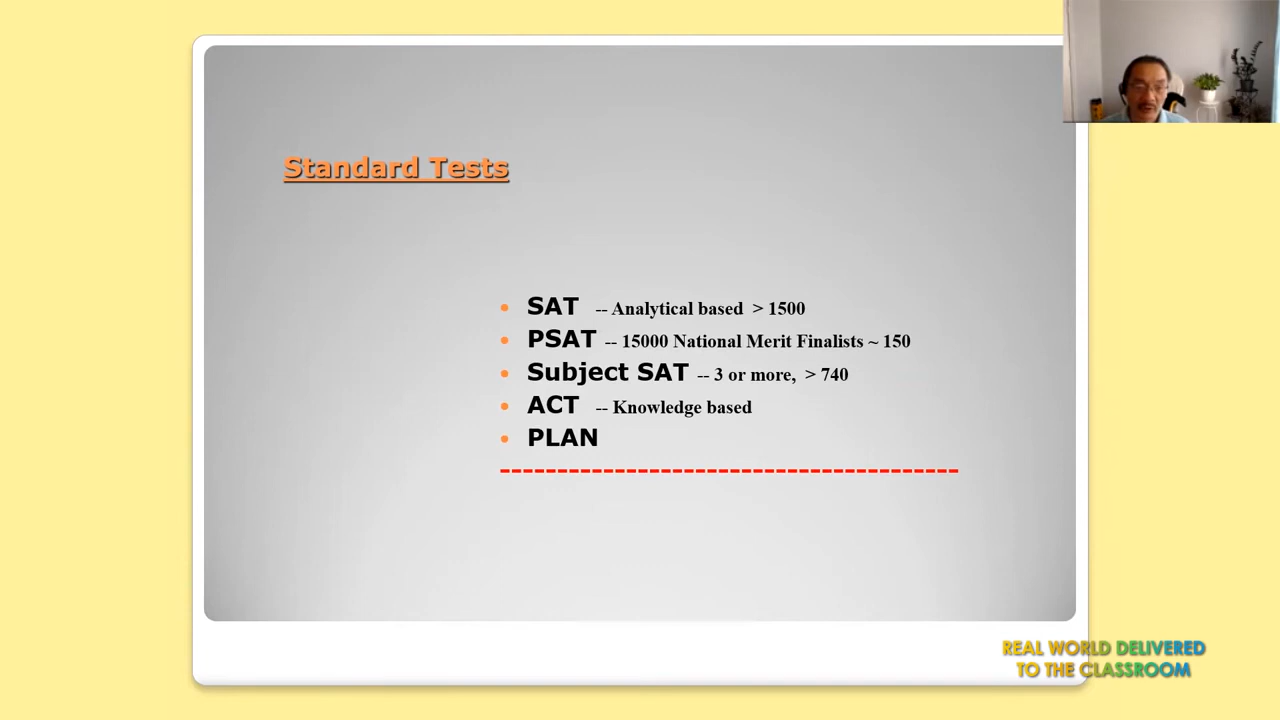 Standard Tests
• SAT -- Analytical based > 1500
• PSAT -- 15000 National Merit Finalists ~ 150
• Subject SAT -- 3 or more, > 740
• ACT -- Knowledge based
• PLAN
----------------------------------------
REAL WORLD DELIVERED
TO THE CLASSROOM